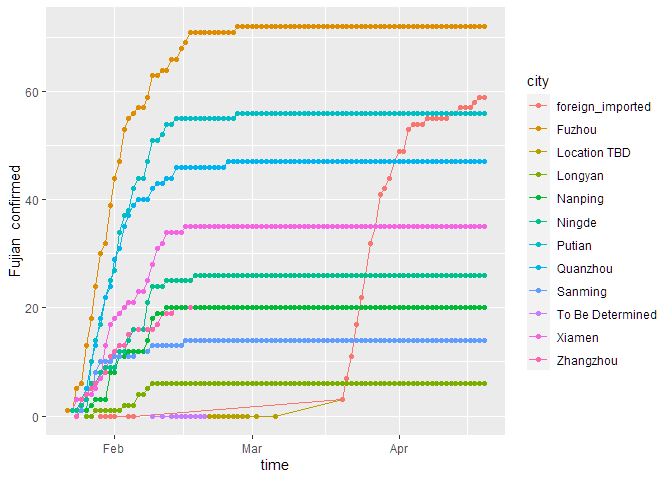 60
40
20
0
Fujian confirmed
Feb
Mar
Apr
time
city
foreign_imported
Fuzhou
Location TBD
Longyan
Nanping
Ningde
Putian
Quanzhou
Sanming
To Be Determined
Xiamen
Zhangzhou